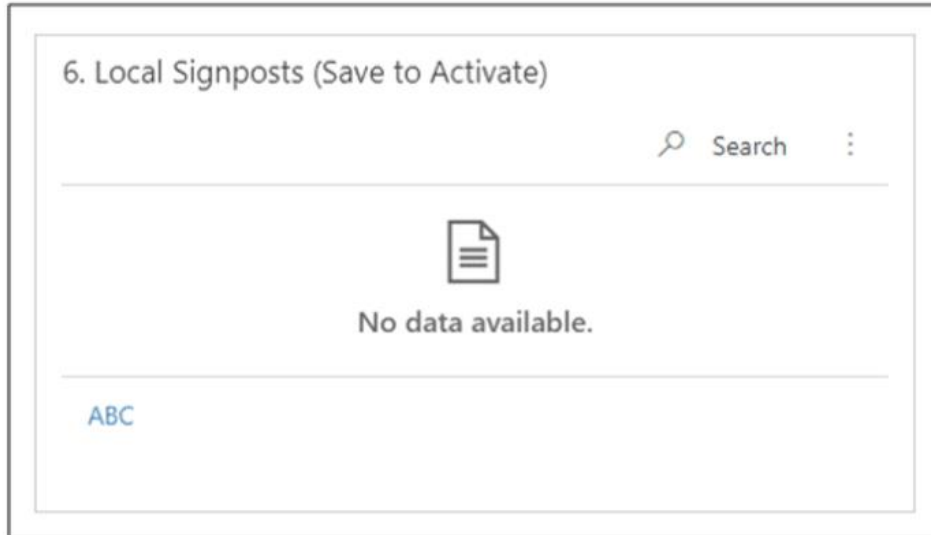 6. Local Signposts (Save to Activate)
Search
No data available.
ABC